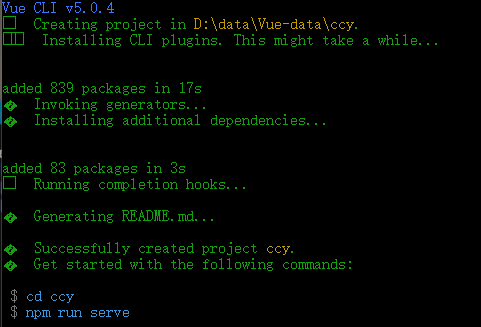 Vue CLI v5.0.4
□ Creating project in D:\data\Vue-data\ccy.
□□□ Installing CLI plugins. This might take a while...
added 839 packages in 17s
� Invoking generators...
� Installing additional dependencies...
added 83 packages in 3s
□ Running completion hooks...
� Generating README.md...
� Successfully created project ccy.
� Get started with the following commands:
$ cd ccy
$ npm run serve